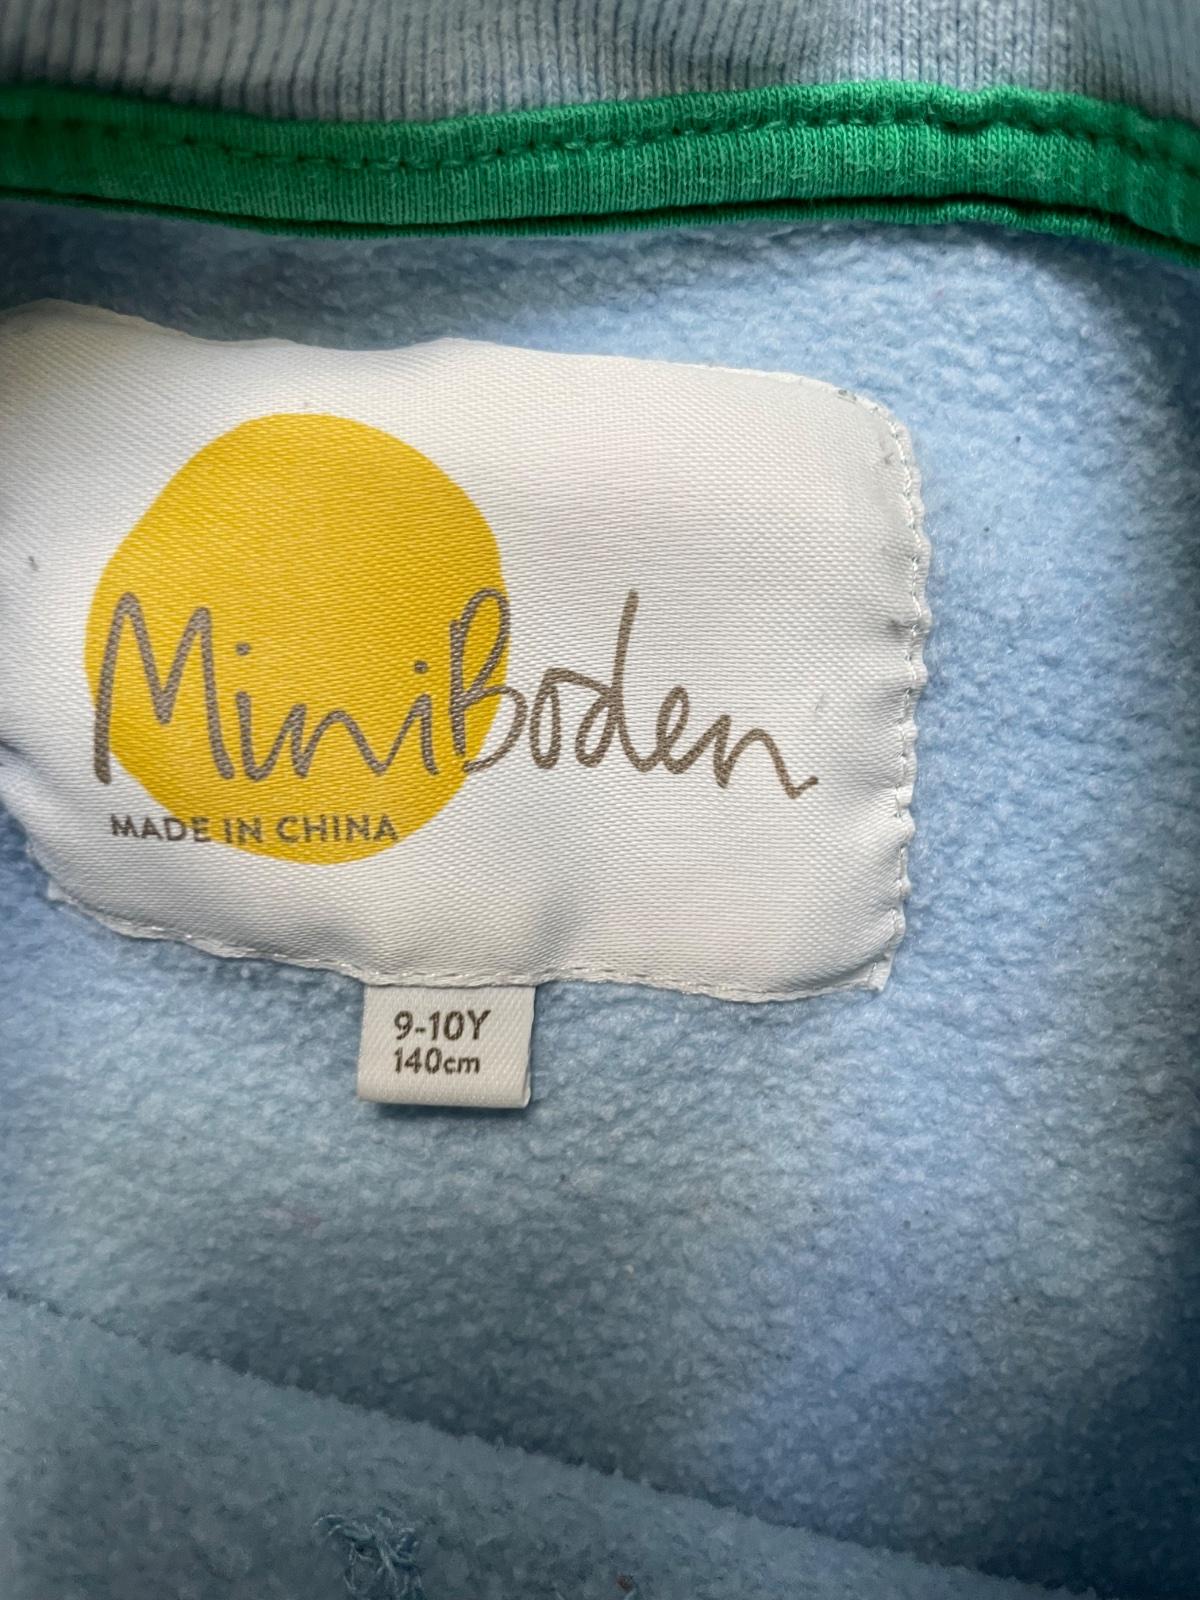 MiniBoden
MADE IN CHINA
9-10Y
140cm